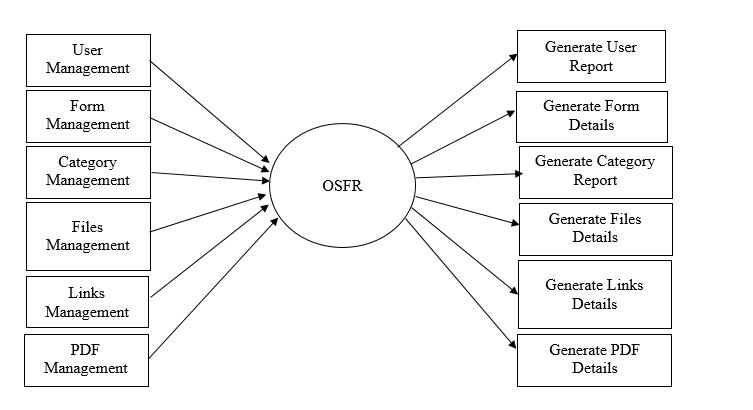 User
Management
Form
Management
Category
Management
Files
Management
Links
Management
PDF
Management
OSFR
Generate User
Report
Generate Form
Details
Generate Category
Report
Generate Files
Details
Generate Links
Details
Generate PDF
Details